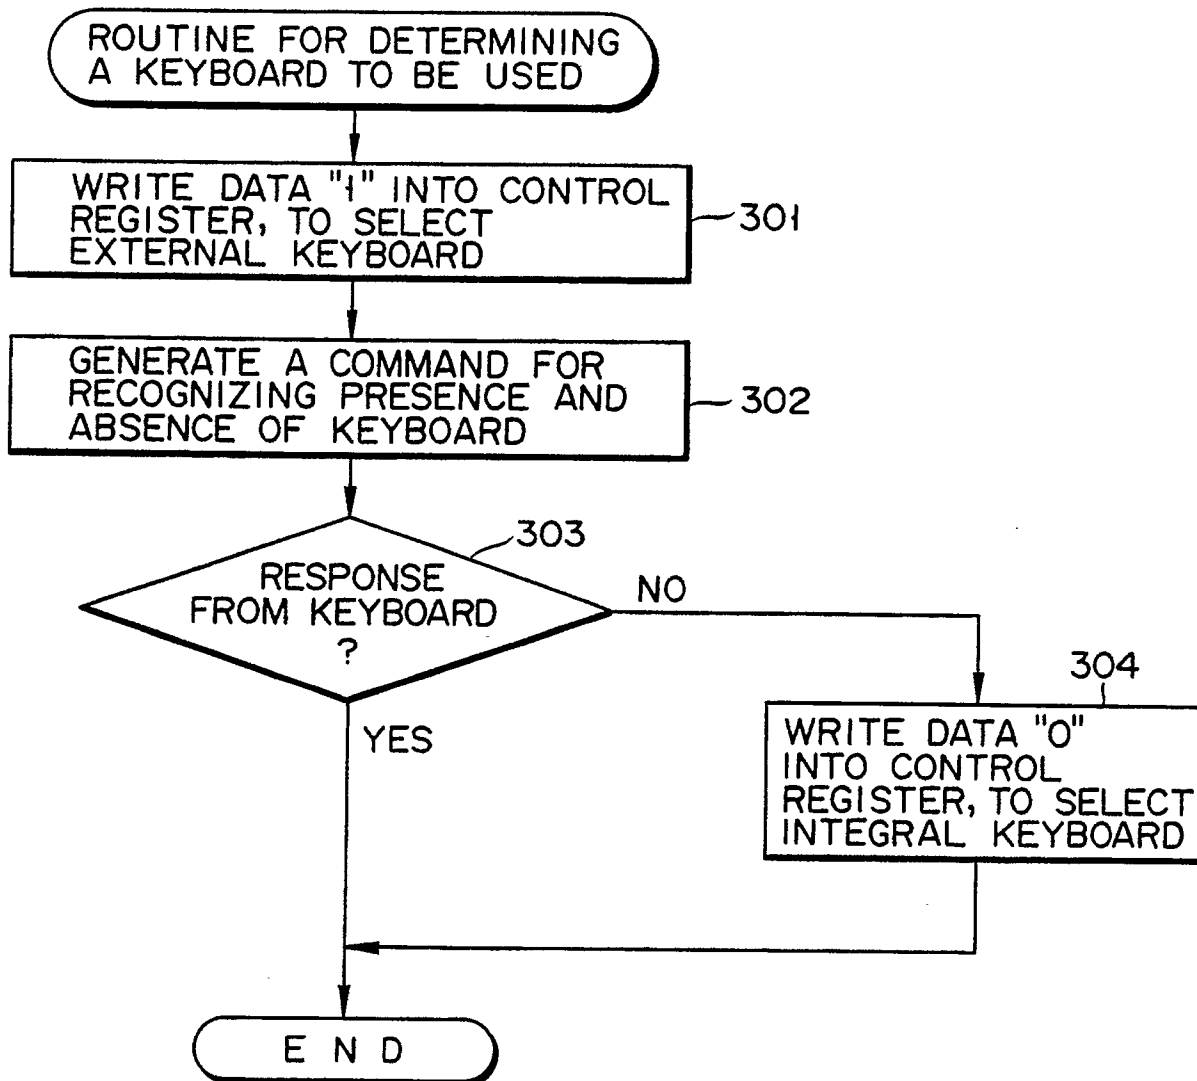 ROUTINE FOR DETERMINING
A KEYBOARD TO BE USED
WRITE DATA "1" INTO CONTROL
REGISTER, TO SELECT
EXTERNAL KEYBOARD
301
GENERATE A COMMAND FOR
RECOGNIZING PRESENCE AND
ABSENCE OF KEYBOARD
302
303
RESPONSE
FROM KEYBOARD
?
NO
YES
304
WRITE DATA "0"
INTO CONTROL
REGISTER, TO SELECT
INTEGRAL KEYBOARD
END